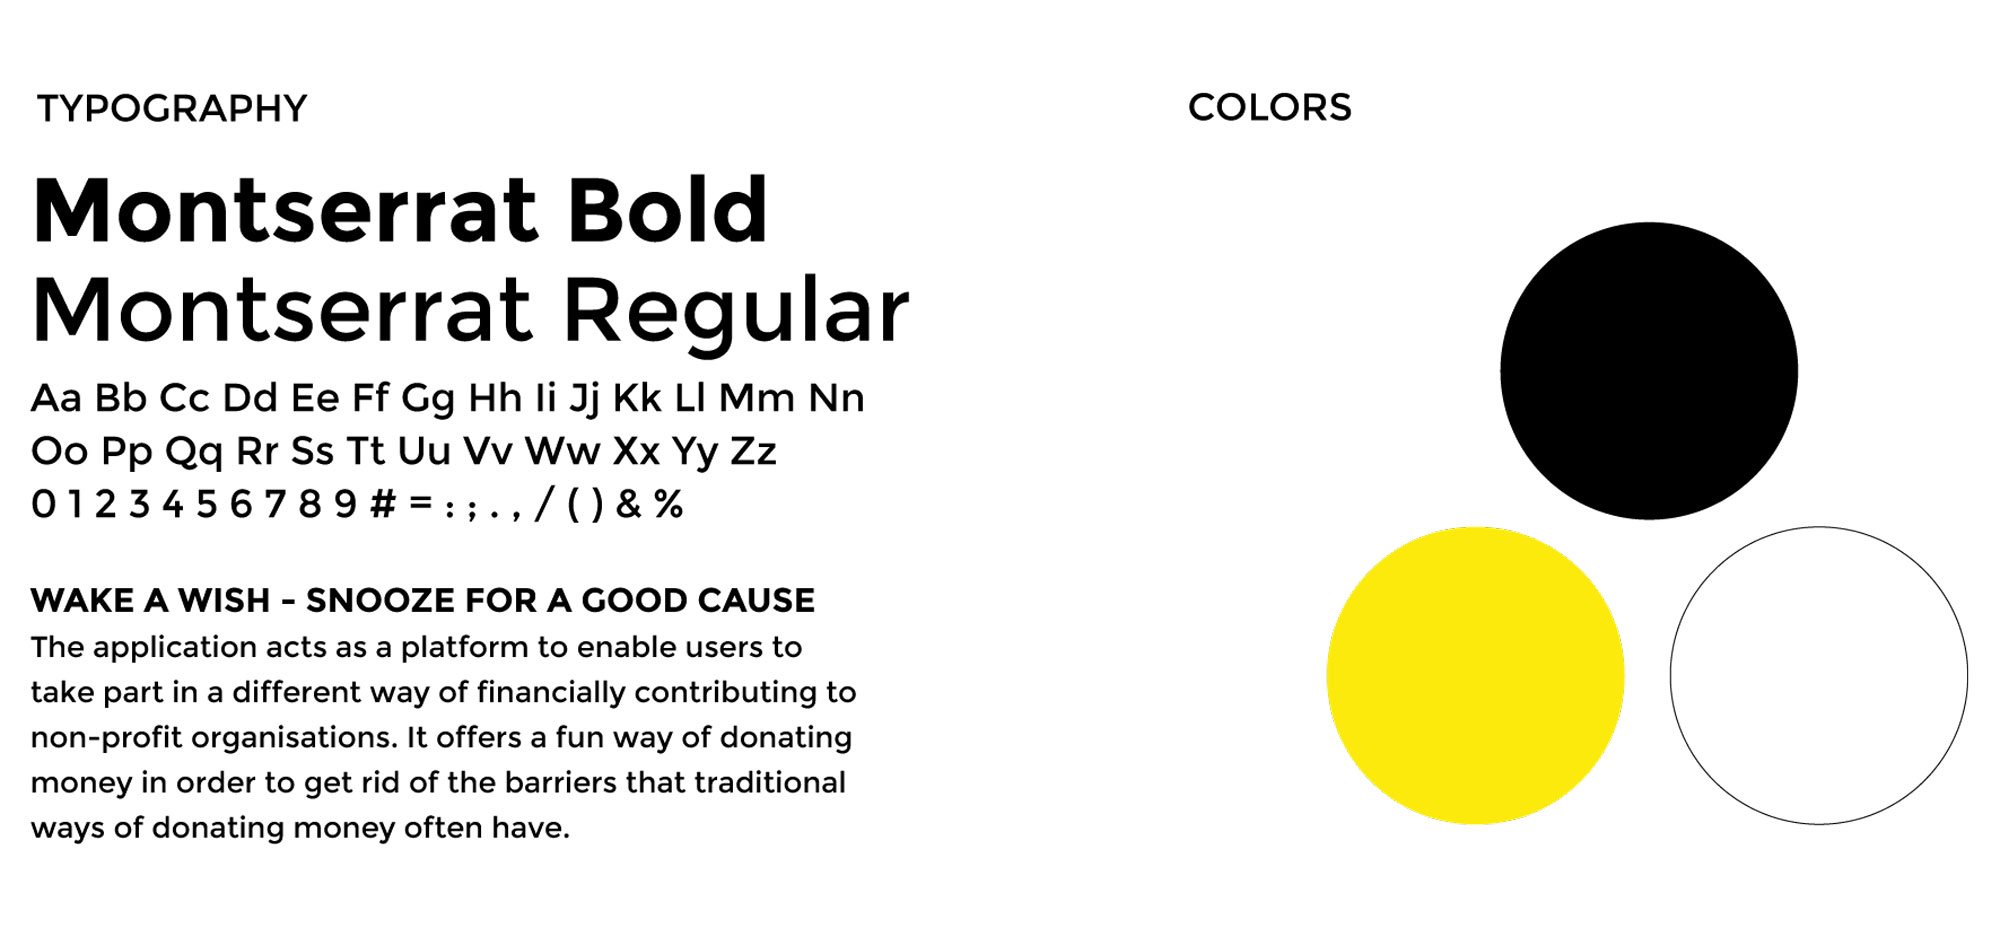 TYPOGRAPHY
Montserrat Bold
Montserrat Regular
Aa Bb Cc Dd Ee Ff Gg Hh Ii Jj Kk Ll Mm Nn
Oo Pp Qq Rr Ss Tt Uu Vv Ww Xx Yy Zz
0 1 2 3 4 5 6 7 8 9 # = : ; . , / ( ) & %
WAKE A WISH - SNOOZE FOR A GOOD CAUSE
The application acts as a platform to enable users to
take part in a different way of financially contributing to
non-profit organisations. It offers a fun way of donating
money in order to get rid of the barriers that traditional
ways of donating money often have.
COLORS